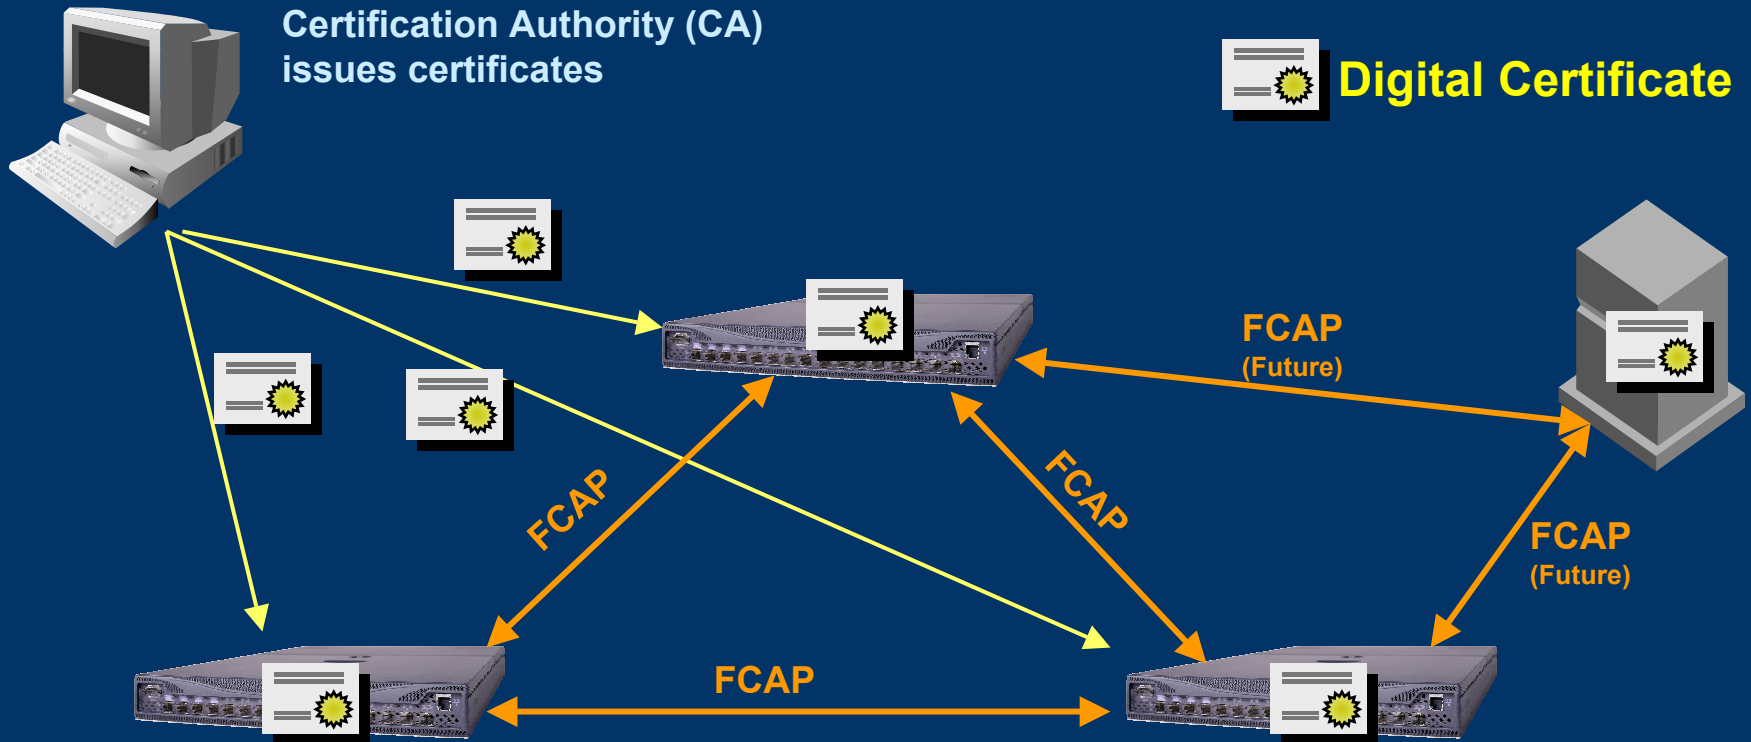 Certification Authority (CA)
issues certificates
Digital Certificate
FCAP
(Future)
FCAP
FCAP
FCAP
(Future)
FCAP